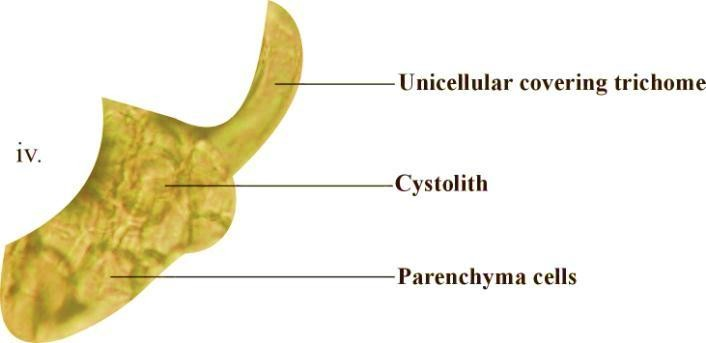 Unicellular covering trichome
iv.
Cystolith
Parenchyma cells